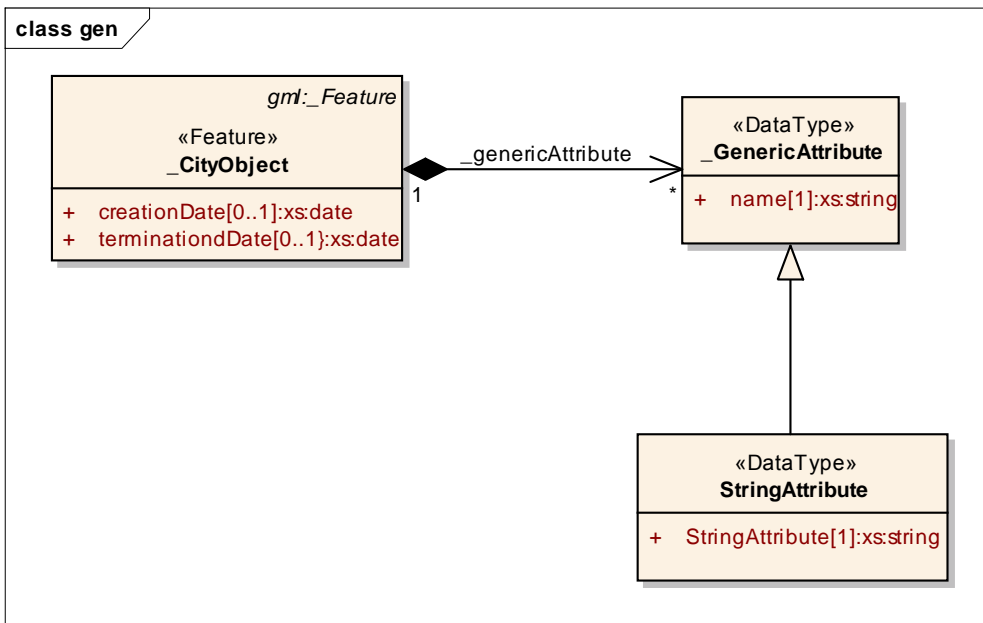 class gen
gml:_Feature
«Feature»
_CityObject
+ creationDate[0..1]:xs:date
+ terminationdDate[0..1}:xs:date
_genericAttribute
1
*
«DataType»
_GenericAttribute
+ name[1]:xs:string
«DataType»
StringAttribute
+ StringAttribute[1]:xs:string